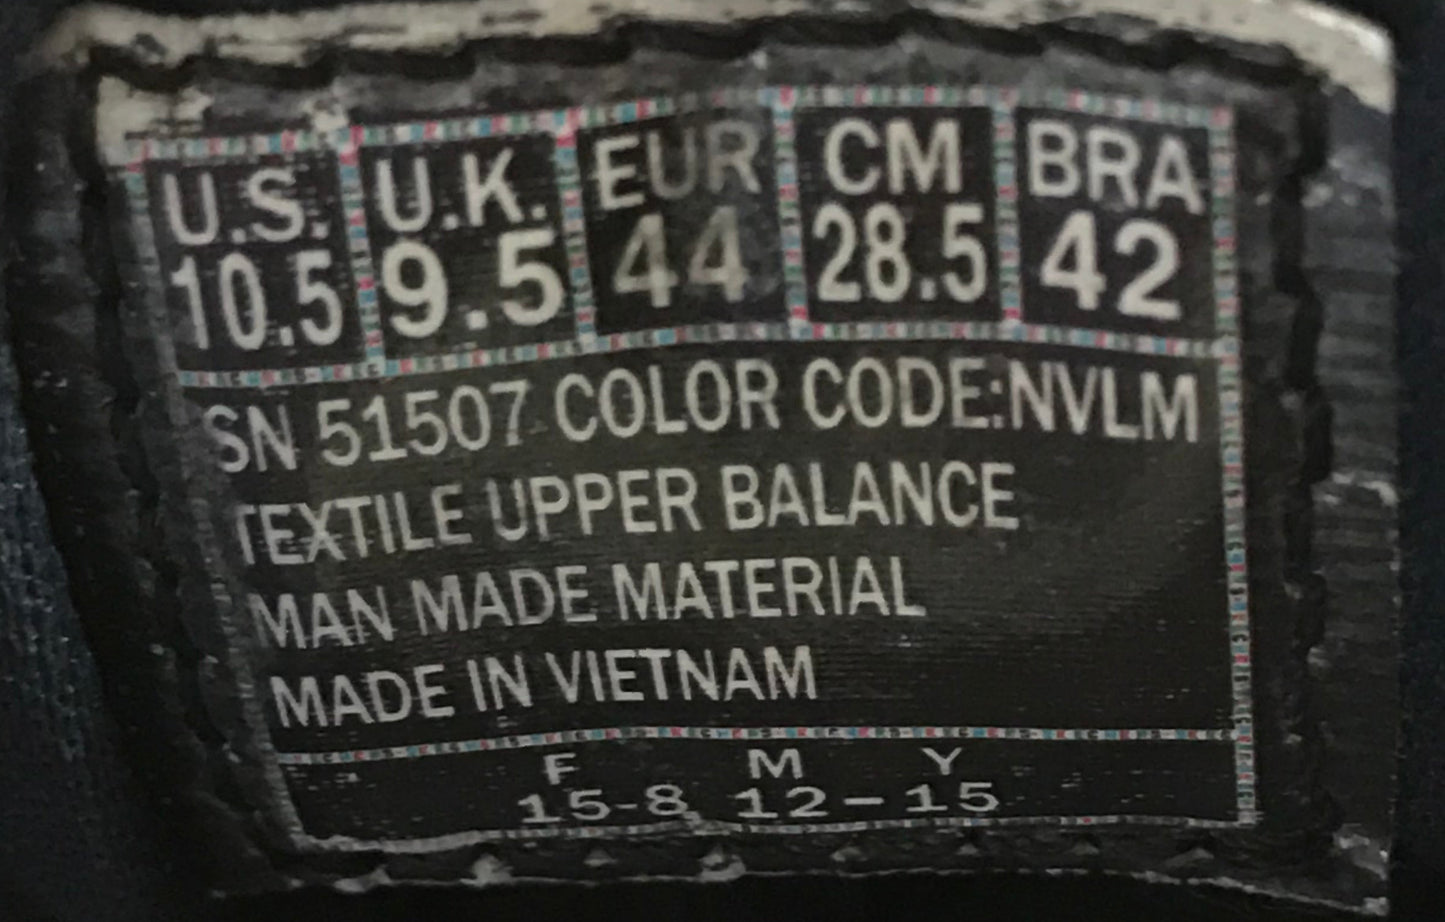 U.S. U.K. EUR CM BRA
10.5 9.5 44 28.5 42
SN 51507 COLOR CODE:NVLM
TEXTILE UPPER BALANCE
MAN MADE MATERIAL
MADE IN VIETNAM
F M Y
15-8 12-15